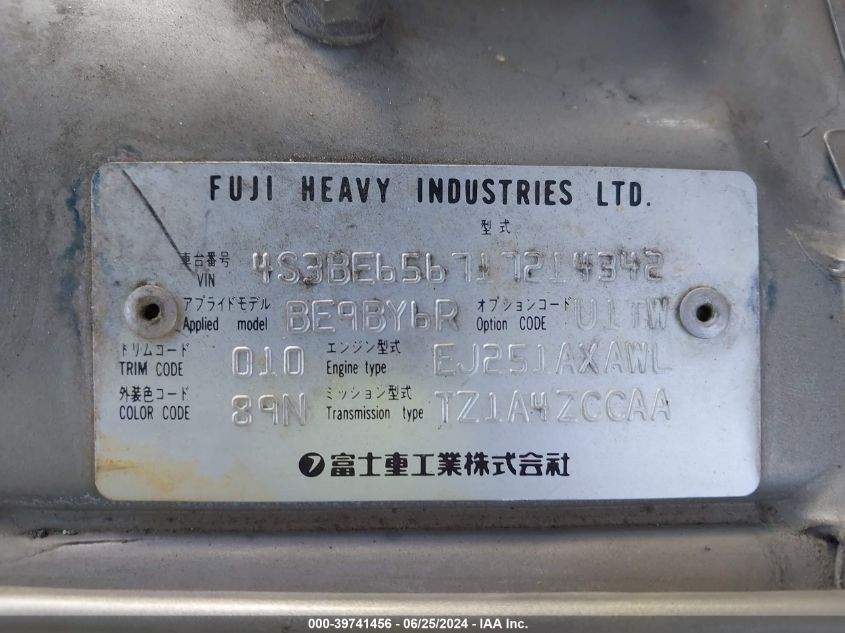 FUJI HEAVY INDUSTRIES LTD.
型式
車台番号 VIN 4S3BE656717214342
アプライドモデル Applied model BE9BY6R オプションコード Option CODE U1TW
トリムコード TRIM CODE 010 エンジン型式 Engine type EJ251AXAWL
外装色コード COLOR CODE 89N ミッション型式 Transmission type TZ1A4ZCCAA
富士重工業株式会社
000-39741456 / 06/25/2024 - IAA Inc.